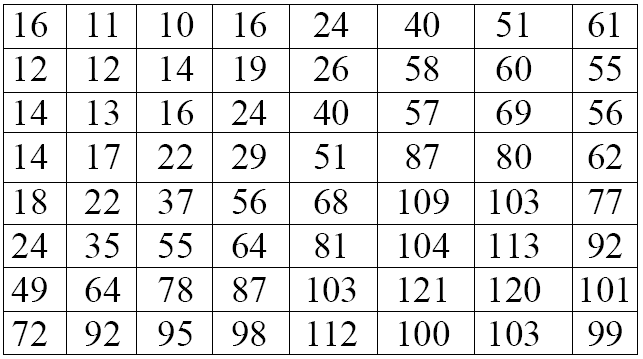 16 11 10 16 24 40 51 61
12 12 14 19 26 58 60 55
14 13 16 24 40 57 69 56
14 17 22 29 51 87 80 62
18 22 37 56 68 109 103 77
24 35 55 64 81 104 113 92
49 64 78 87 103 121 120 101
72 92 95 98 112 100 103 99